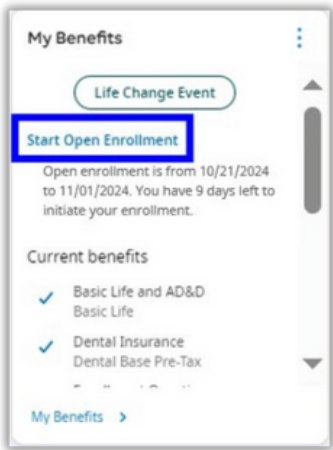 My Benefits
Life Change Event
Start Open Enrollment
Open enrollment is from 10/21/2024
to 11/01/2024. You have 9 days left to
initiate your enrollment.
Current benefits
Basic Life and AD&D
Basic Life
Dental Insurance
Dental Base Pre-Tax
My Benefits >